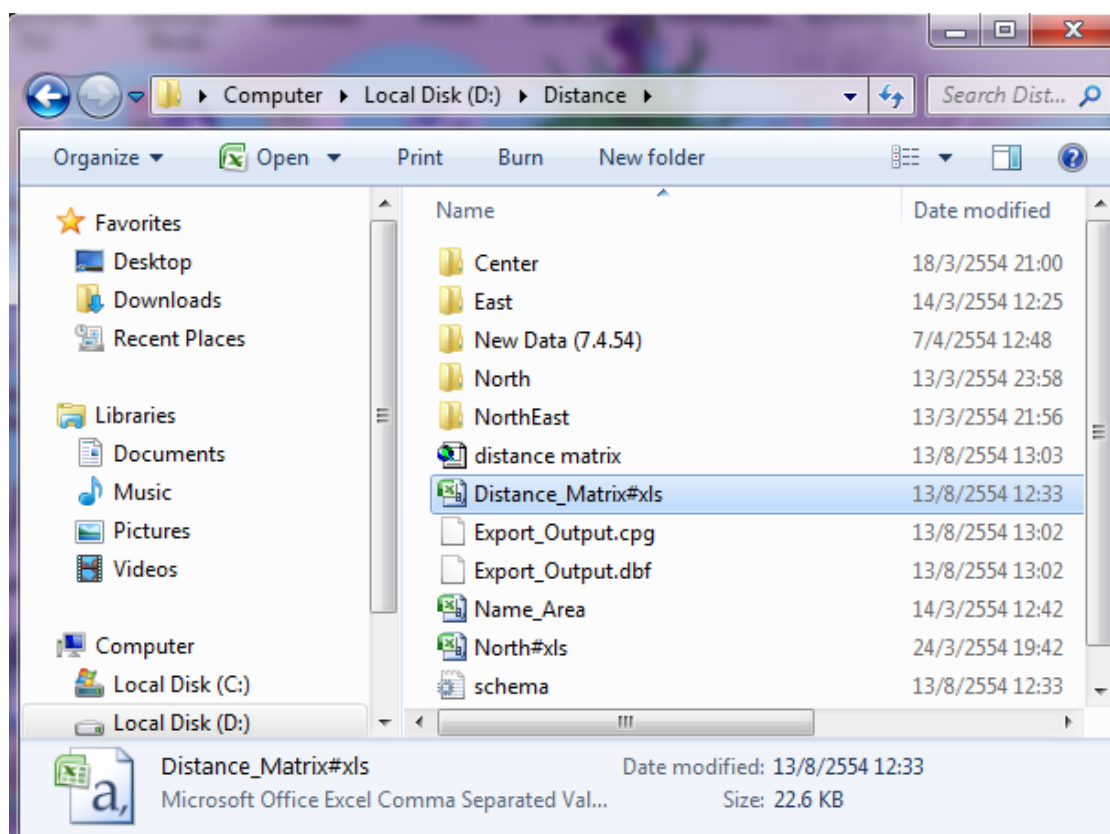 Computer Local Disk (D:) Distance Search Dist...
Organize Open Print Burn New folder
Favorites
Desktop
Downloads
Recent Places
Libraries
Documents
Music
Pictures
Videos
Computer
Local Disk (C:)
Local Disk (D:)
Name Date modified
Center 18/3/2554 21:00
East 14/3/2554 12:25
New Data (7.4.54) 7/4/2554 12:48
North 13/3/2554 23:58
NorthEast 13/3/2554 21:56
distance matrix 13/8/2554 13:03
Distance_Matrix#xls 13/8/2554 12:33
Export_Output.cpg 13/8/2554 13:02
Export_Output.dbf 13/8/2554 13:02
Name_Area 14/3/2554 12:42
North#xls 24/3/2554 19:42
schema 13/8/2554 12:33
Distance_Matrix#xls Date modified: 13/8/2554 12:33
Microsoft Office Excel Comma Separated Val... Size: 22.6 KB